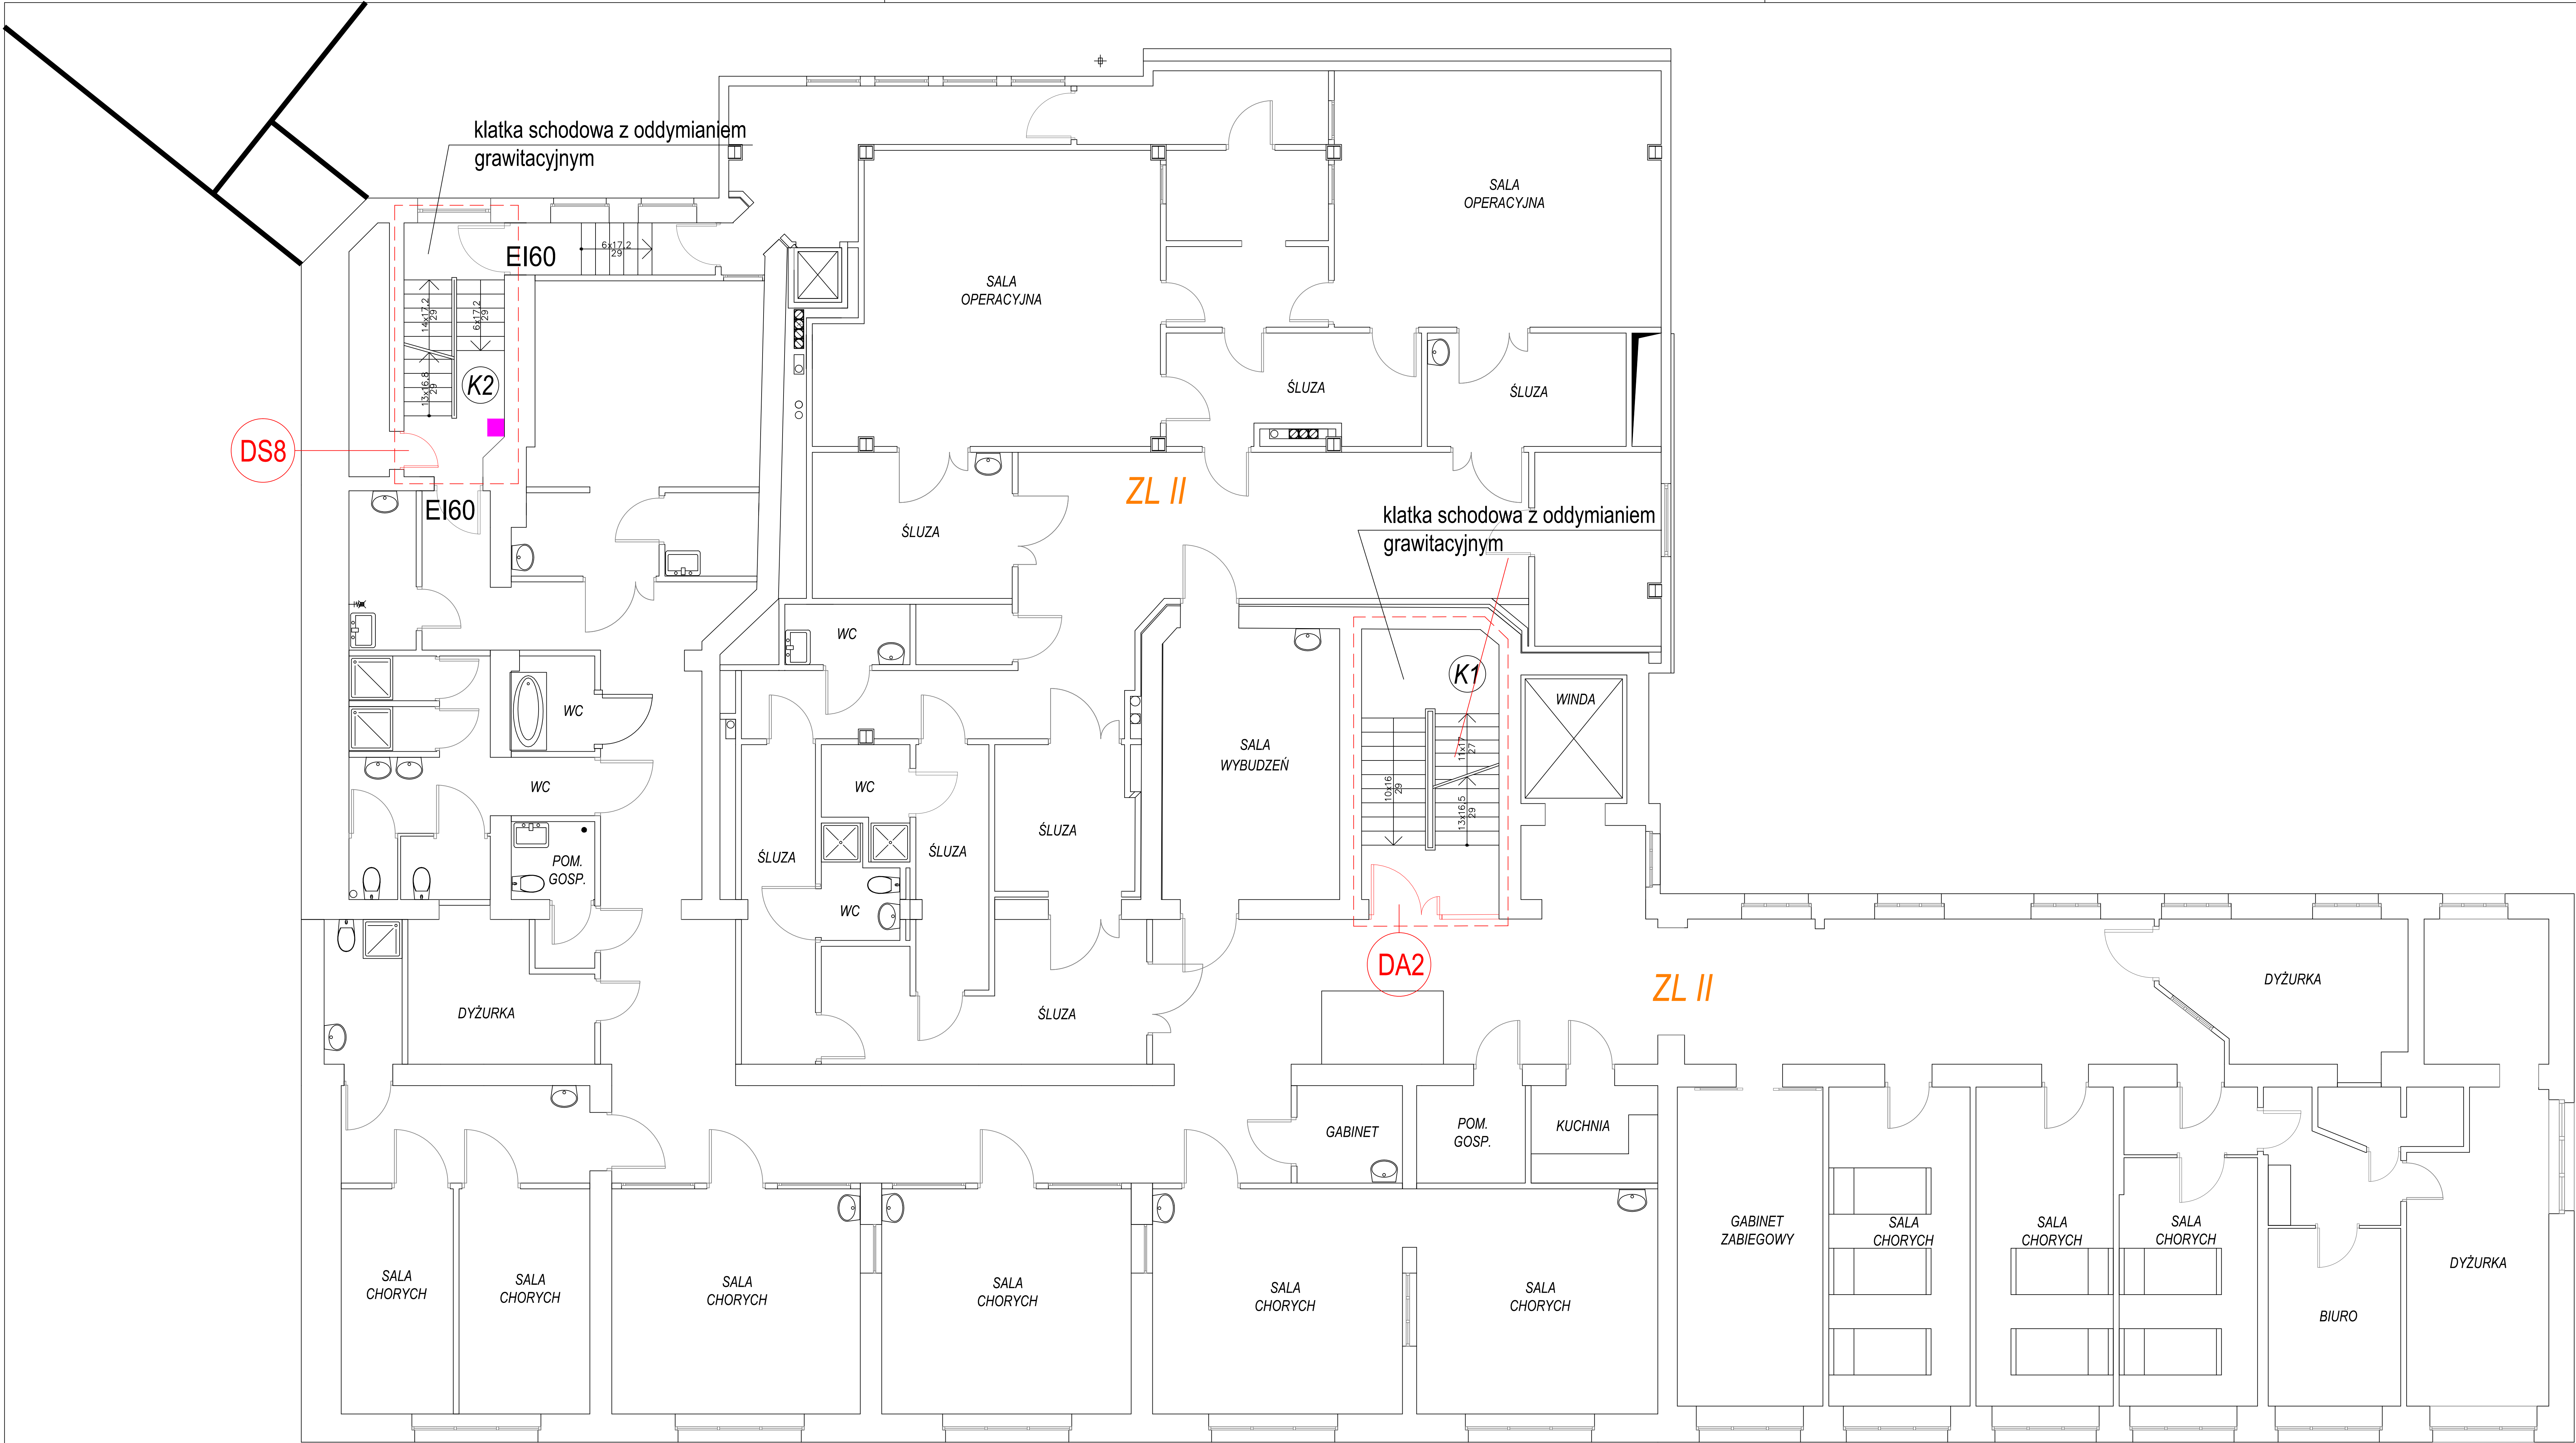 klatka schodowa z oddymianiem
grawitacyjnym
SALA
OPERACYJNA
EI60
6x17.2
29
SALA
OPERACYJNA
14x17.2
29
6x17.2
29
K2
13x16.8
29
ŚLUZA
ŚLUZA
DS8
EI60
ZL II
ŚLUZA
klatka schodowa z oddymianiem
grawitacyjnym
WC
K1
WINDA
WC
SALA
WYBUDZEŃ
11x17
27
10x16
29
13x16.5
29
WC
WC
ŚLUZA
ŚLUZA
ŚLUZA
POM.
GOSP.
WC
DA2
ZL II
DYŻURKA
DYŻURKA
ŚLUZA
GABINET
POM.
GOSP.
KUCHNIA
GABINET
ZABIEGOWY
SALA
CHORYCH
SALA
CHORYCH
SALA
CHORYCH
DYŻURKA
SALA
CHORYCH
SALA
CHORYCH
SALA
CHORYCH
SALA
CHORYCH
SALA
CHORYCH
SALA
CHORYCH
BIURO